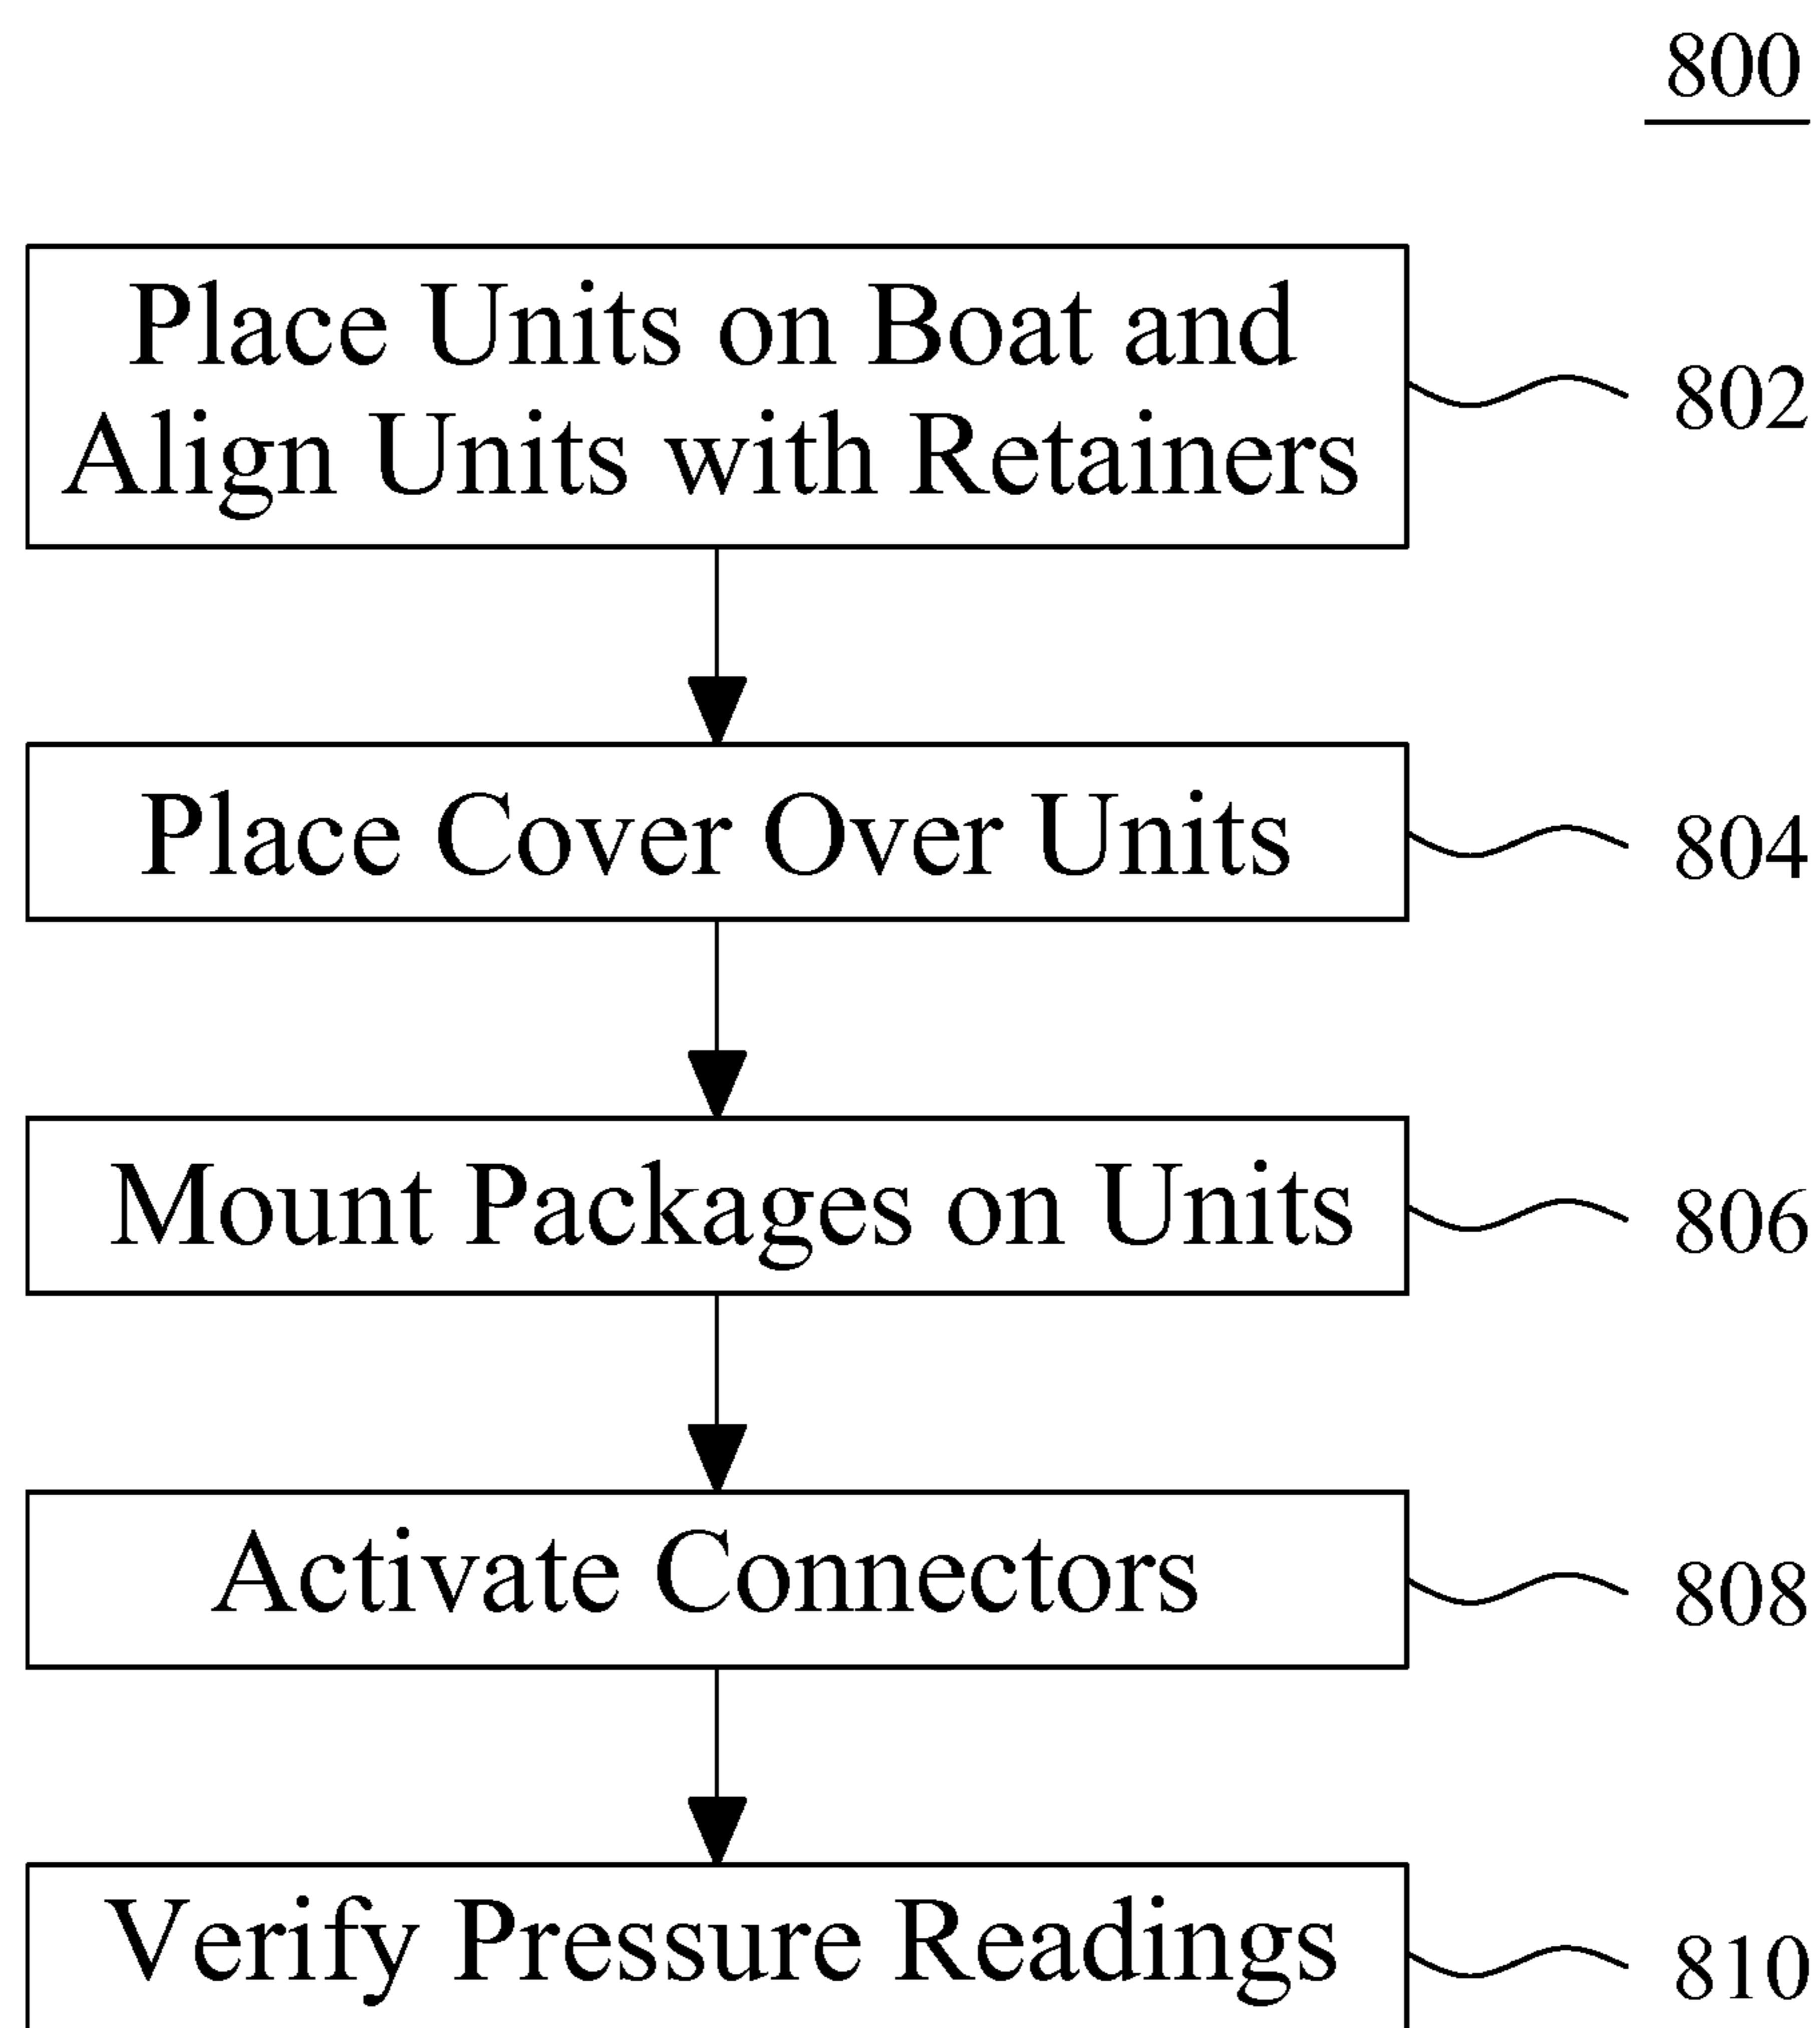 800
Place Units on Boat and
Align Units with Retainers
802
Place Cover Over Units
804
Mount Packages on Units
806
Activate Connectors
808
Verify Pressure Readings
810